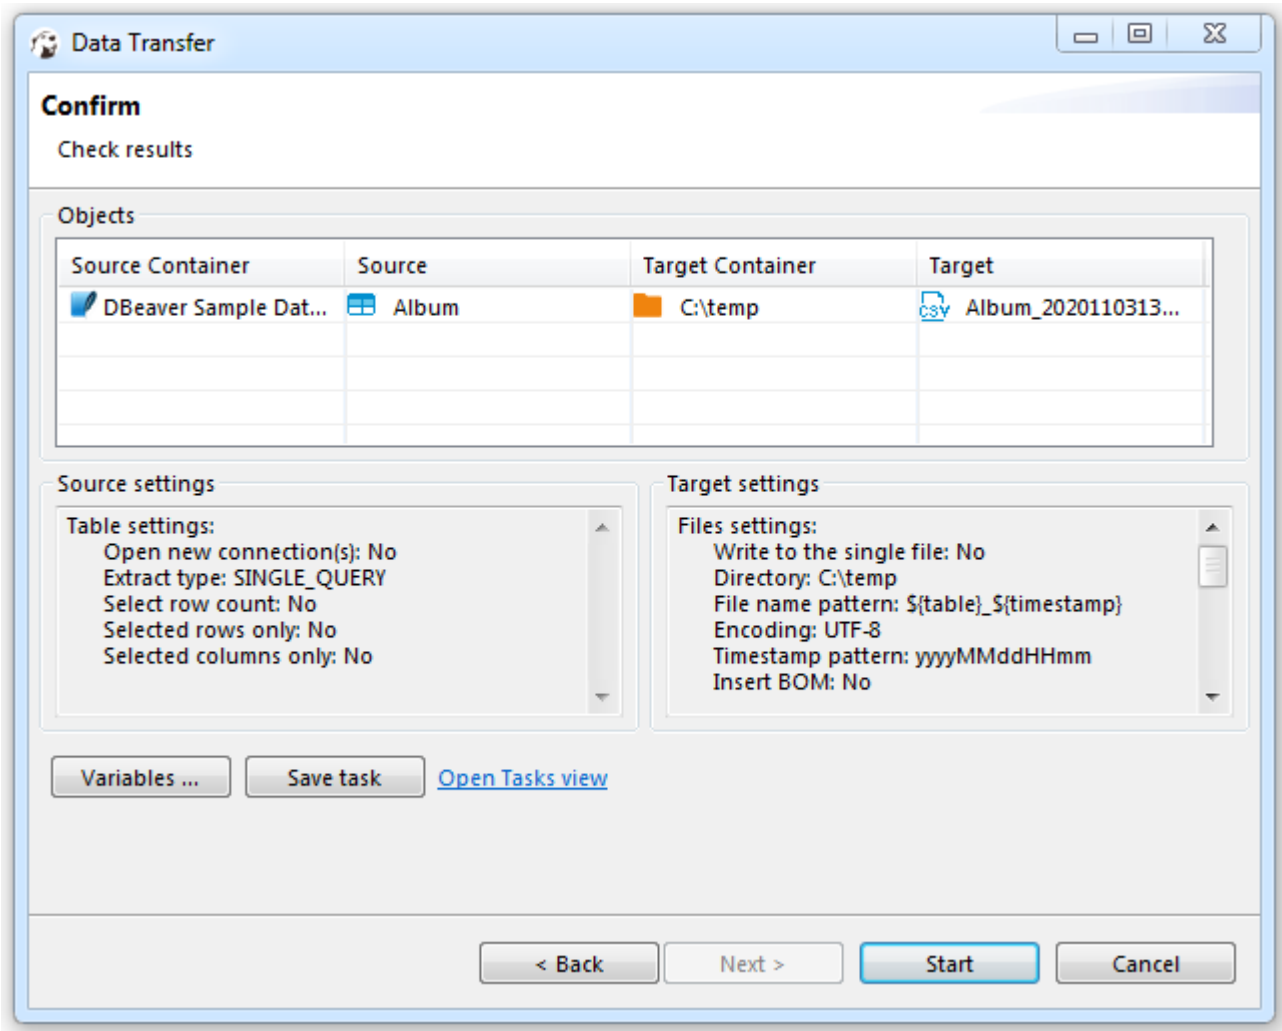 Data Transfer
Confirm
Check results
Objects
Source Container Source Target Container Target
DBeaver Sample Dat... Album C:\temp CSV Album_2020110313...
Source settings
Table settings:
Open new connection(s): No
Extract type: SINGLE_QUERY
Select row count: No
Selected rows only: No
Selected columns only: No
Target settings
Files settings:
Write to the single file: No
Directory: C:\temp
File name pattern: ${table}_${timestamp}
Encoding: UTF-8
Timestamp pattern: yyyyMMddHHmm
Insert BOM: No
Variables ... Save task Open Tasks view
< Back Next > Start Cancel